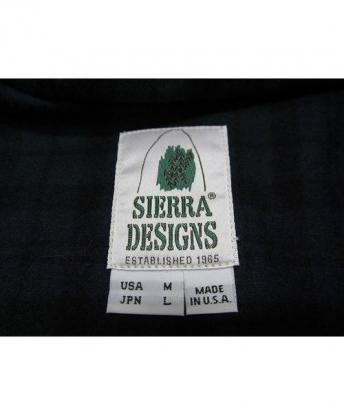 SIERRA®
DESIGNS
ESTABLISHED 1965
USA M MADE
JPN L IN U.S.A.